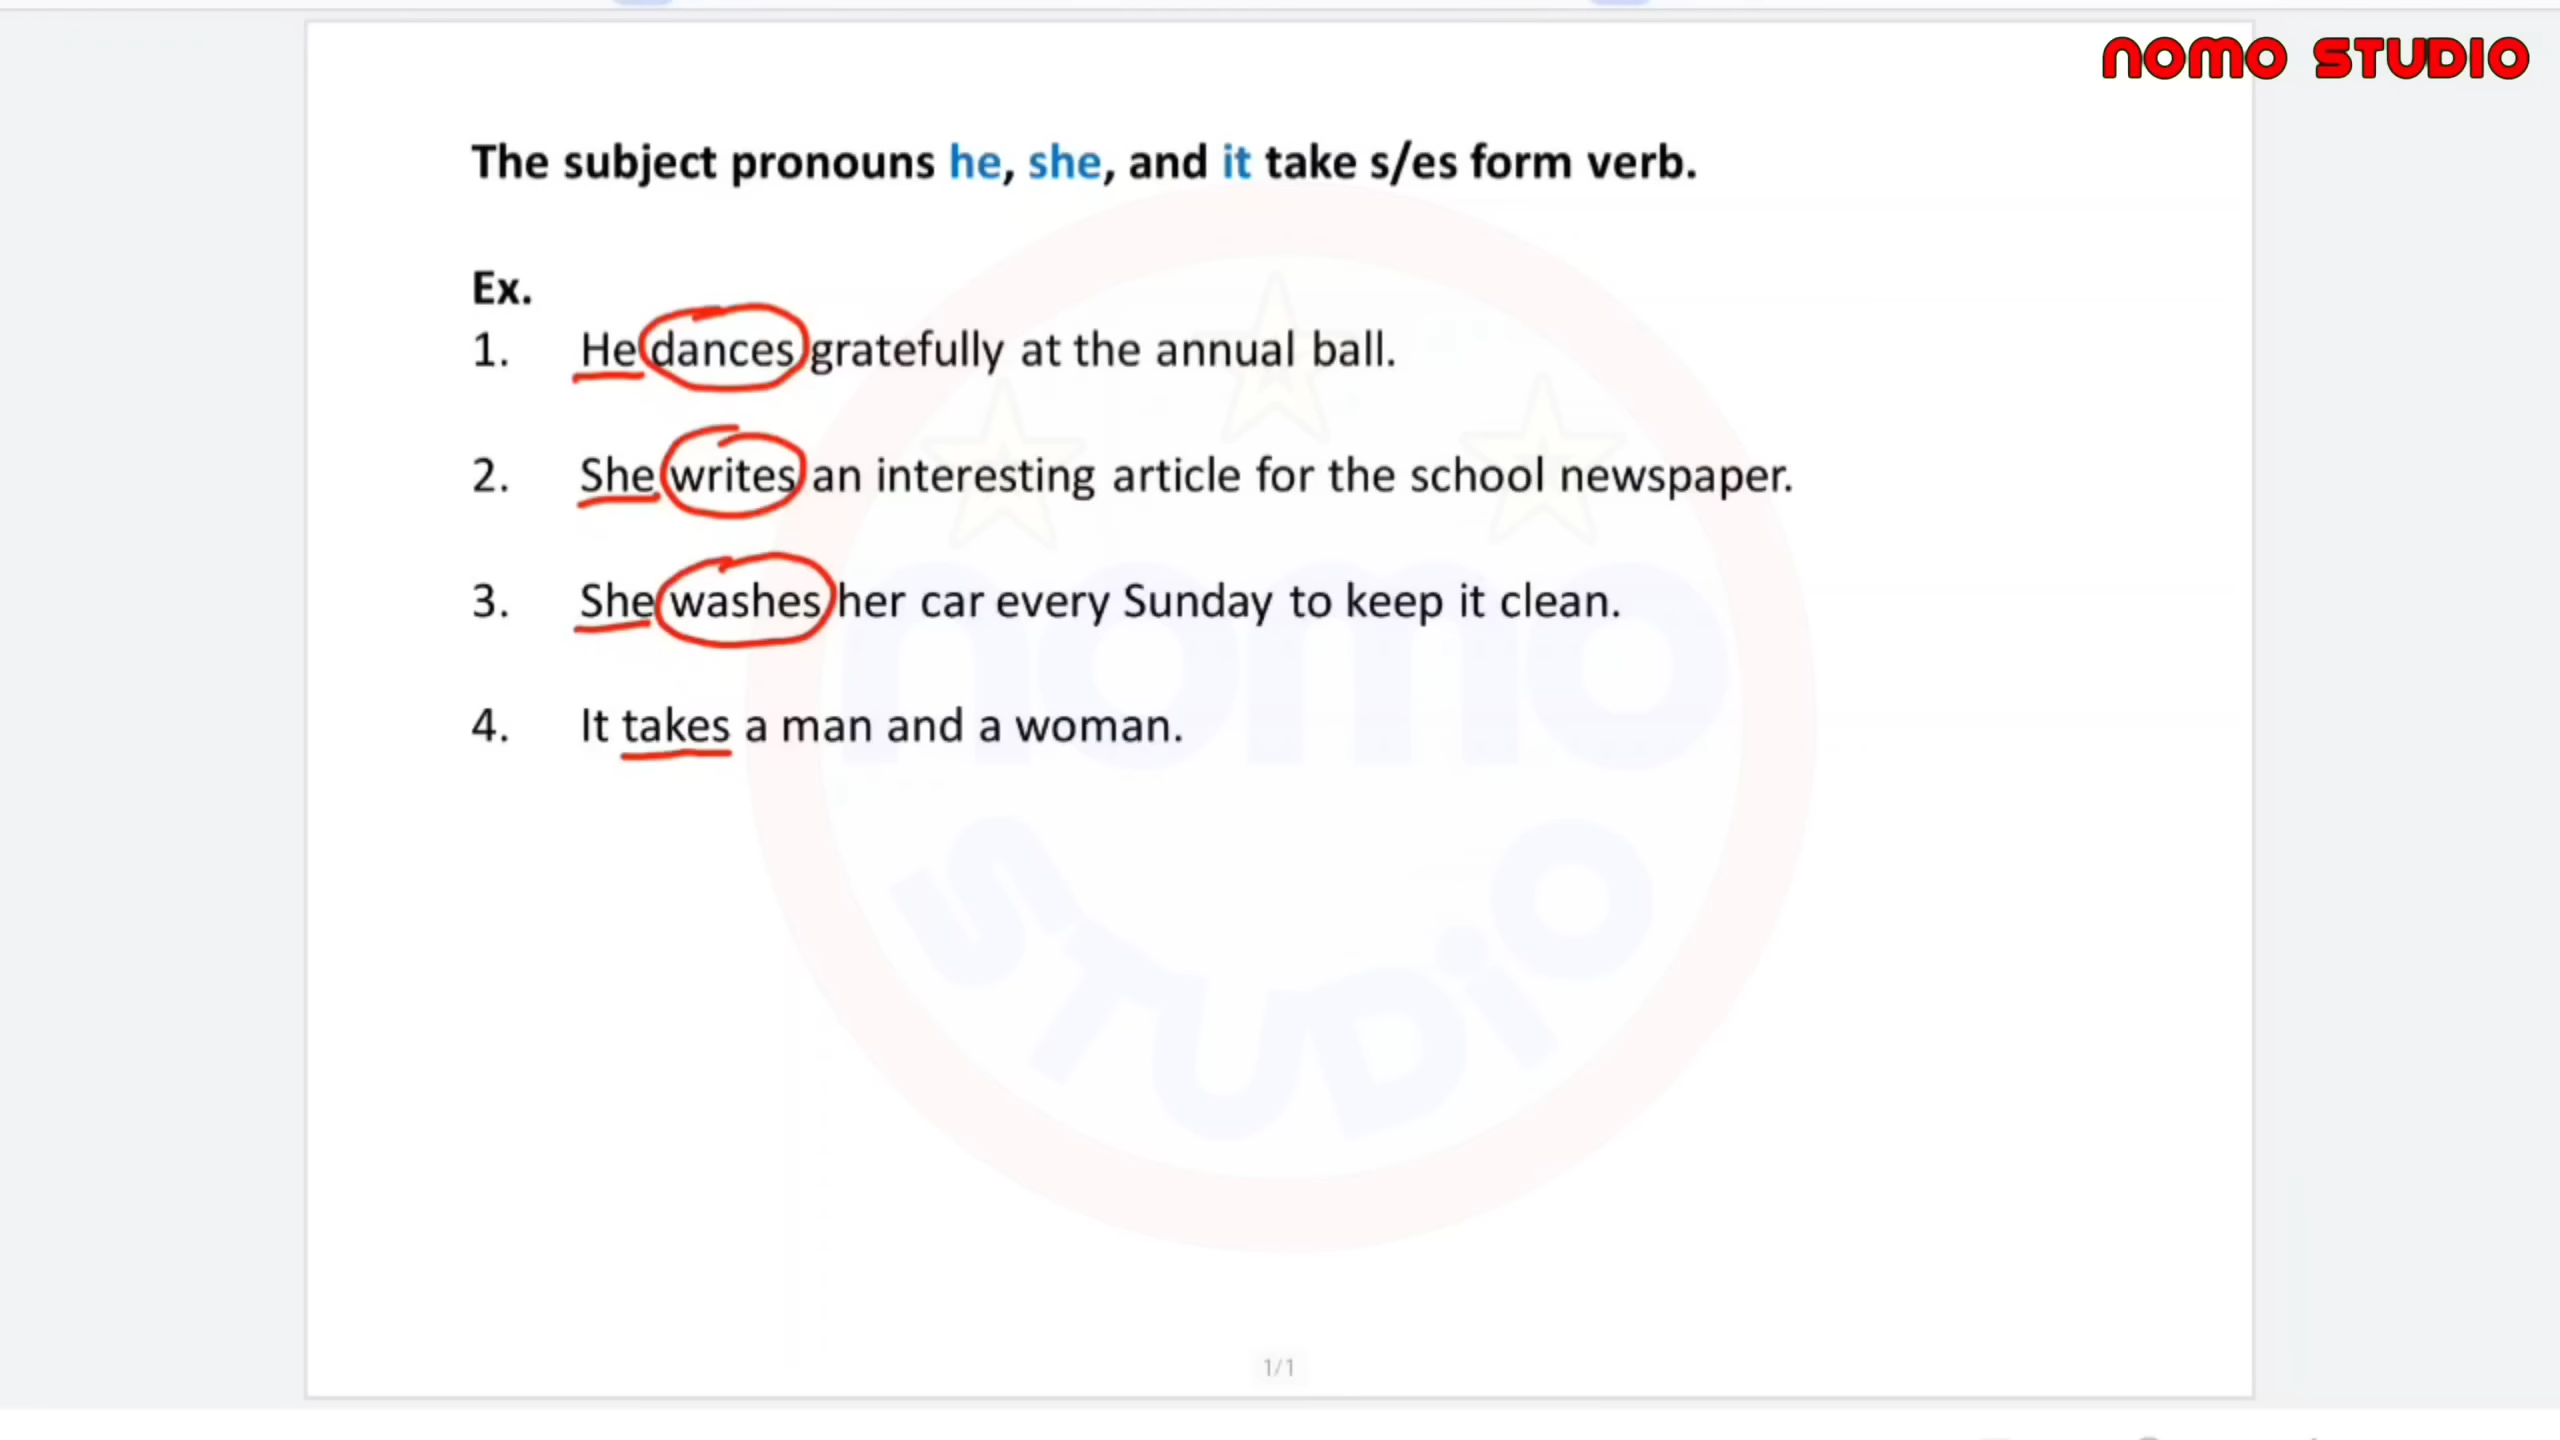 NOMO STUDIO
The subject pronouns he, she, and it take s/es form verb.
Ex.
1. He dances gratefully at the annual ball.
2. She writes an interesting article for the school newspaper.
3. She washes her car every Sunday to keep it clean.
4. It takes a man and a woman.
nomo
STUDiO
1/1